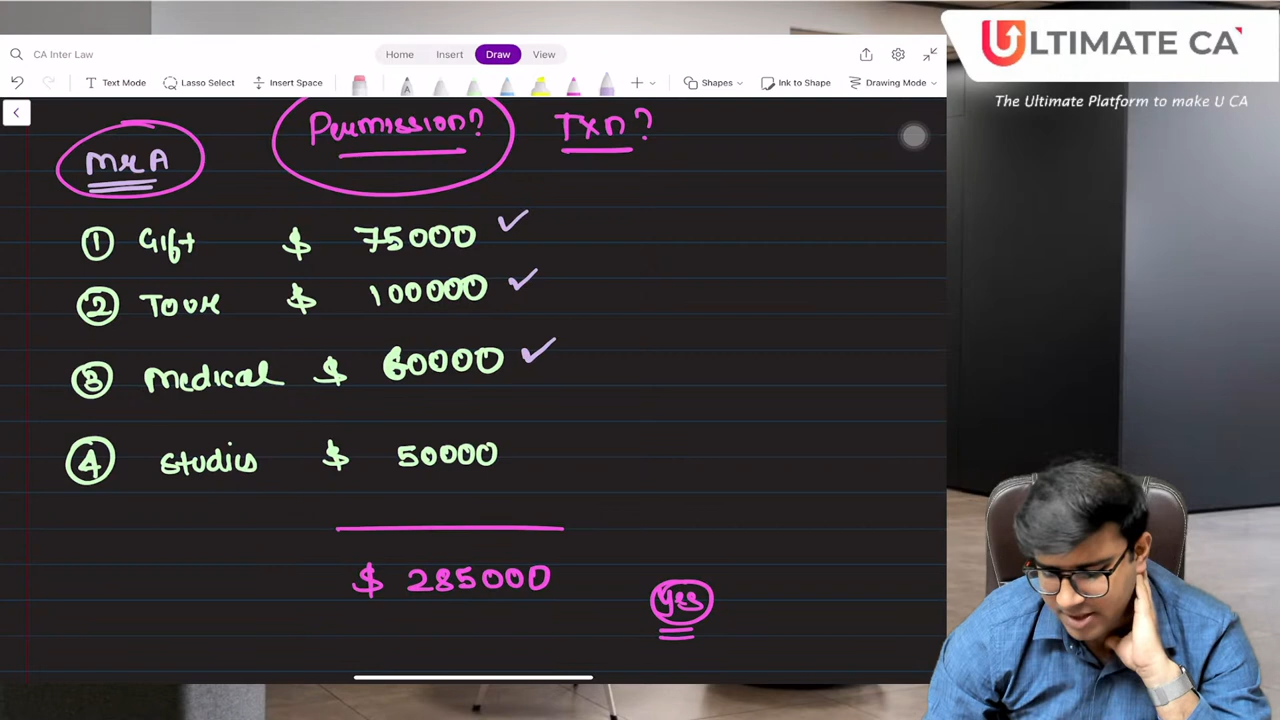 CA Inter Law
Home Insert Draw View
Text Mode Lasso Select Insert Space Shapes Ink to Shape Drawing Mode
ULTIMATE CA
The Ultimate Platform to make U CA
Mr A Permission? Txn?
1 Gift $ 75000 ✓
2 Tour $ 100000 ✓
3 Medical $ 60000 ✓
4 Studies $ 50000
$ 285000
Yes